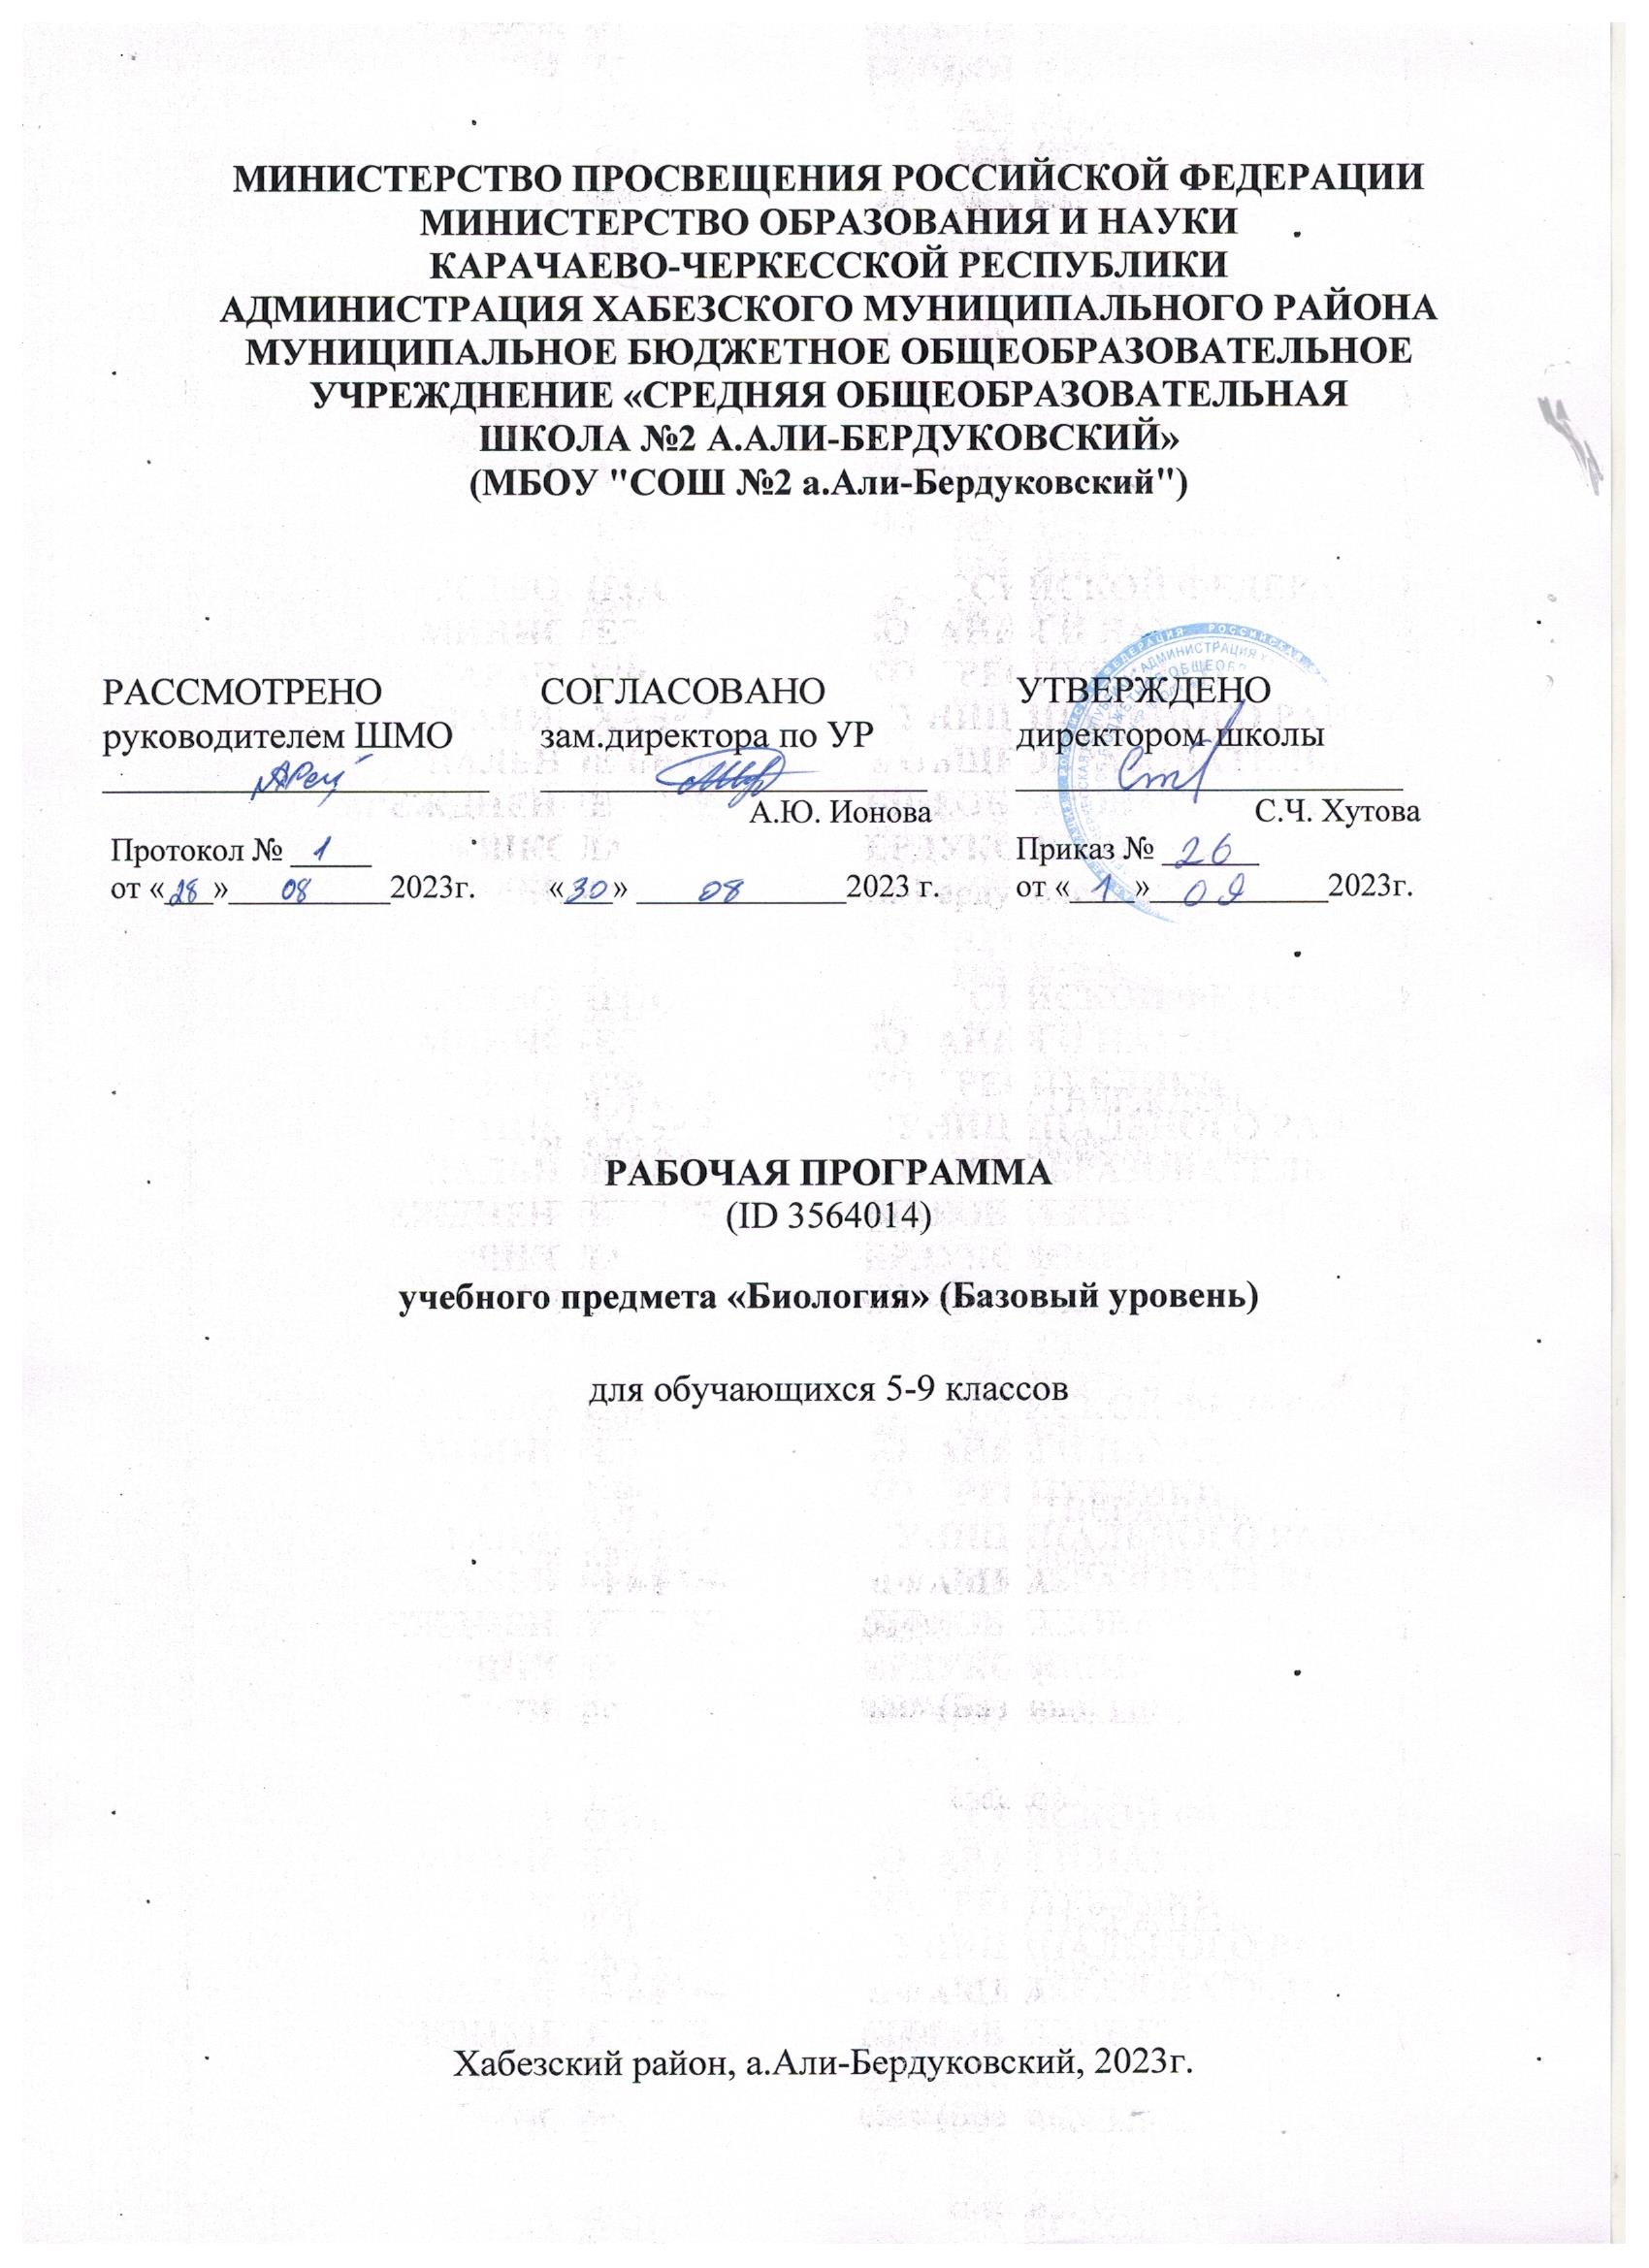 МИНИСТЕРСТВО ПРОСВЕЩЕНИЯ РОССИЙСКОЙ ФЕДЕРАЦИИ
МИНИСТЕРСТВО ОБРАЗОВАНИЯ И НАУКИ
КАРАЧАЕВО-ЧЕРКЕССКОЙ РЕСПУБЛИКИ
АДМИНИСТРАЦИЯ ХАБЕЗСКОГО МУНИЦИПАЛЬНОГО РАЙОНА
МУНИЦИПАЛЬНОЕ БЮДЖЕТНОЕ ОБЩЕОБРАЗОВАТЕЛЬНОЕ
УЧРЕЖДНЕНИЕ «СРЕДНЯЯ ОБЩЕОБРАЗОВАТЕЛЬНАЯ
ШКОЛА №2 А.АЛИ-БЕРДУКОВСКИЙ»
(МБОУ "СОШ №2 а.Али-Бердуковский")
РАССМОТРЕНО
руководителем ШМО
Протокол № 1
от «28» 08 2023г.
СОГЛАСОВАНО
зам.директора по УР
А.Ю. Ионова
«30» 08 2023 г.
УТВЕРЖДЕНО
директором школы
С.Ч. Хутова
Приказ № 26
от «1» 09 2023г.
РАБОЧАЯ ПРОГРАММА
(ID 3564014)
учебного предмета «Биология» (Базовый уровень)
для обучающихся 5-9 классов
Хабезский район, а.Али-Бердуковский, 2023г.